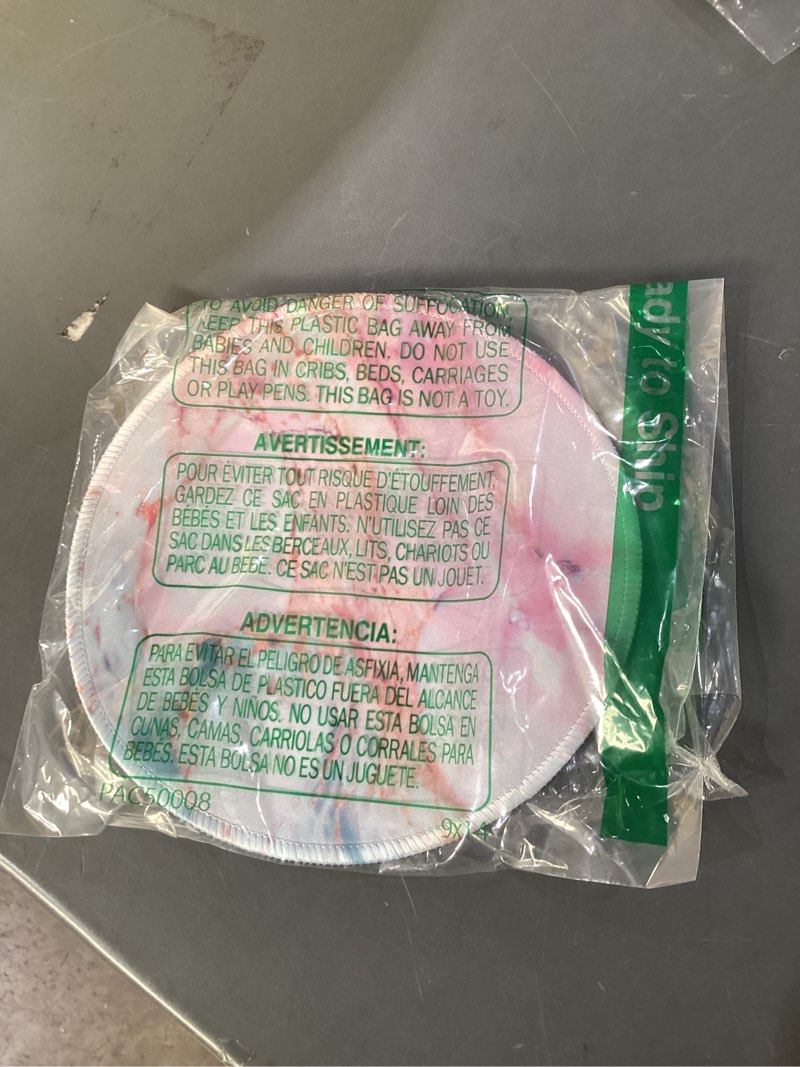 TO AVOID DANGER OF SUFFOCATION,
KEEP THIS PLASTIC BAG AWAY FROM
BABIES AND CHILDREN. DO NOT USE
THIS BAG IN CRIBS, BEDS, CARRIAGES
OR PLAY PENS. THIS BAG IS NOT A TOY.
AVERTISSEMENT:
POUR ÉVITER TOUT RISQUE D'ÉTOUFFEMENT,
GARDEZ CE SAC EN PLASTIQUE LOIN DES
BÉBÉS ET LES ENFANTS. N'UTILISEZ PAS CE
SAC DANS LES BERCEAUX, LITS, CHARIOTS OU
PARC AU BEBÉ. CE SAC N'EST PAS UN JOUET.
ADVERTENCIA:
PARA EVITAR EL PELIGRO DE ASFIXIA, MANTENGA
ESTA BOLSA DE PLASTICO FUERA DEL ALCANCE
DE BEBÉS Y NIÑOS. NO USAR ESTA BOLSA EN
CUNAS, CAMAS, CARRIOLAS O CORRALES PARA
BEBES. ESTA BOLSA NO ES UN JUGUETE.
PAC50008
9x14
ady to Ship